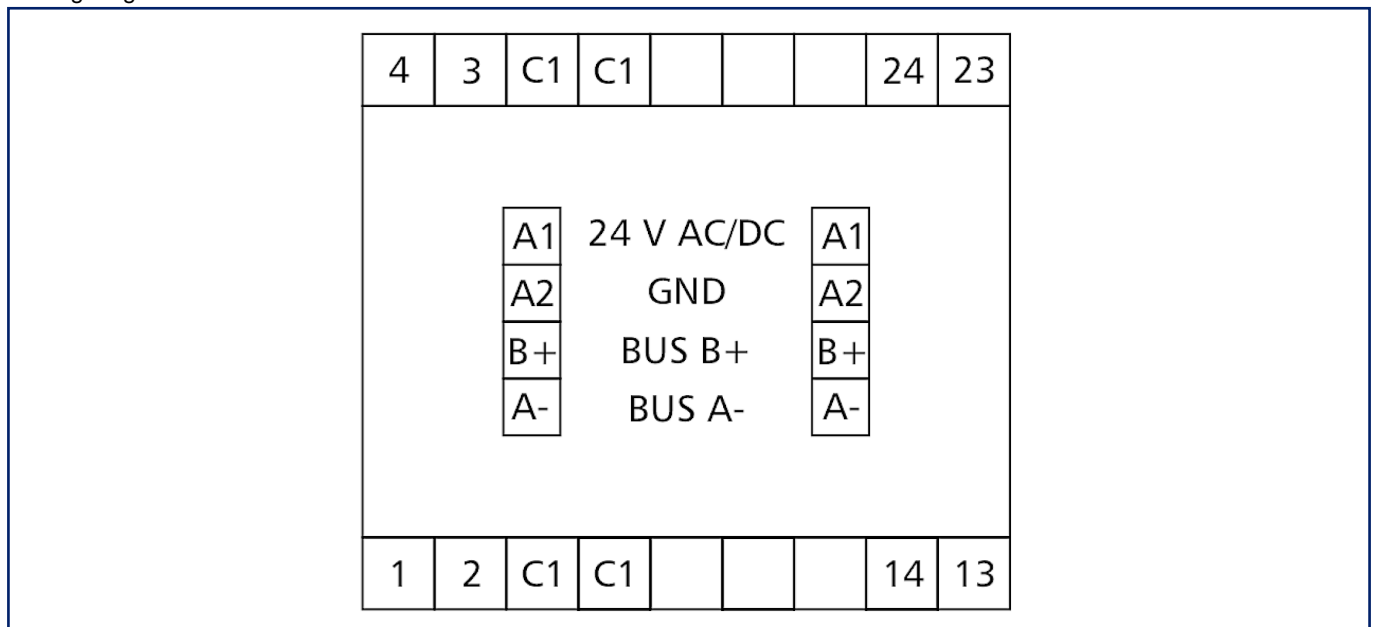 4 3 C1 C1 24 23
A1 24 V AC/DC A1
A2 GND A2
B+ BUS B+ B+
A- BUS A- A-
1 2 C1 C1 14 13